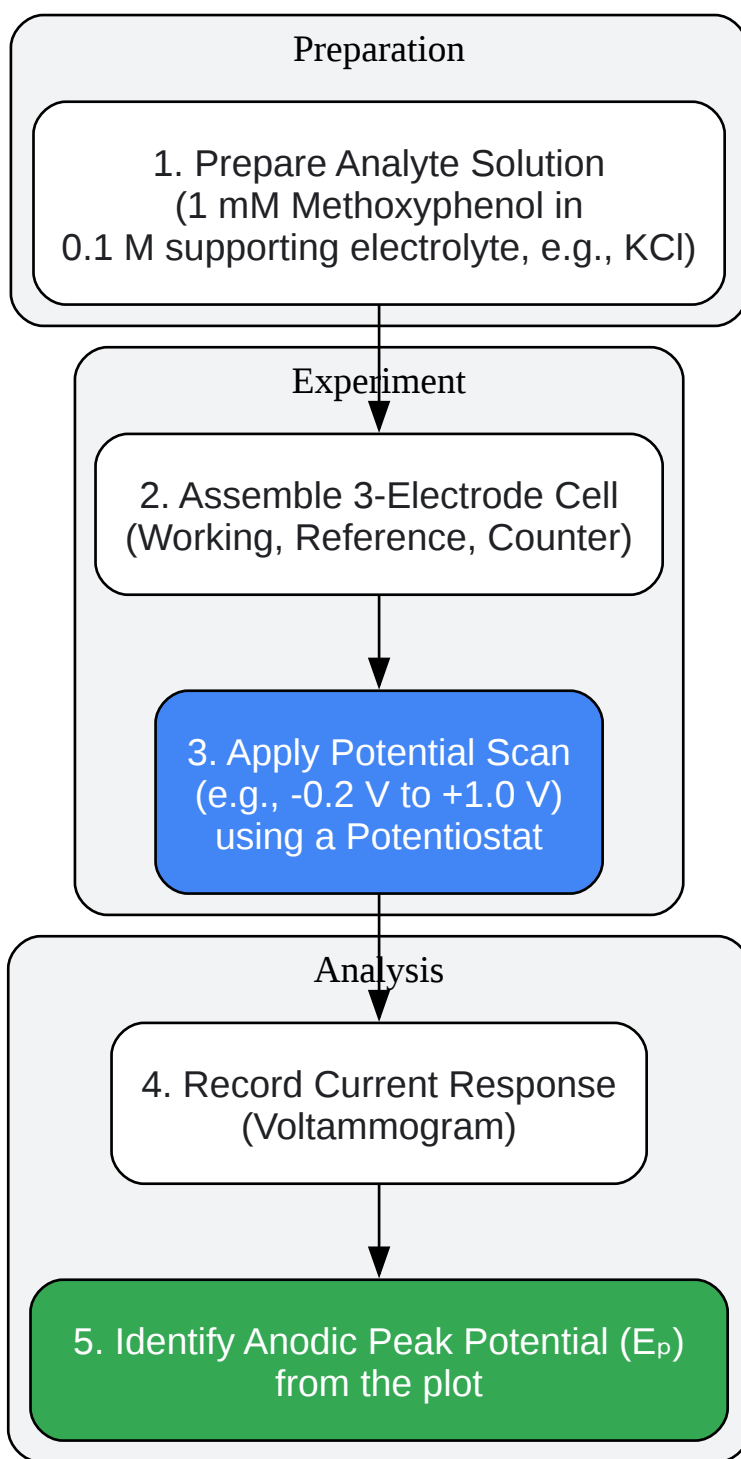 Preparation
1. Prepare Analyte Solution
(1 mM Methoxyphenol in
0.1 M supporting electrolyte, e.g., KCl)
Experiment
2. Assemble 3-Electrode Cell
(Working, Reference, Counter)
3. Apply Potential Scan
(e.g., -0.2 V to +1.0 V)
using a Potentiostat
Analysis
4. Record Current Response
(Voltammogram)
5. Identify Anodic Peak Potential (Eₚ)
from the plot